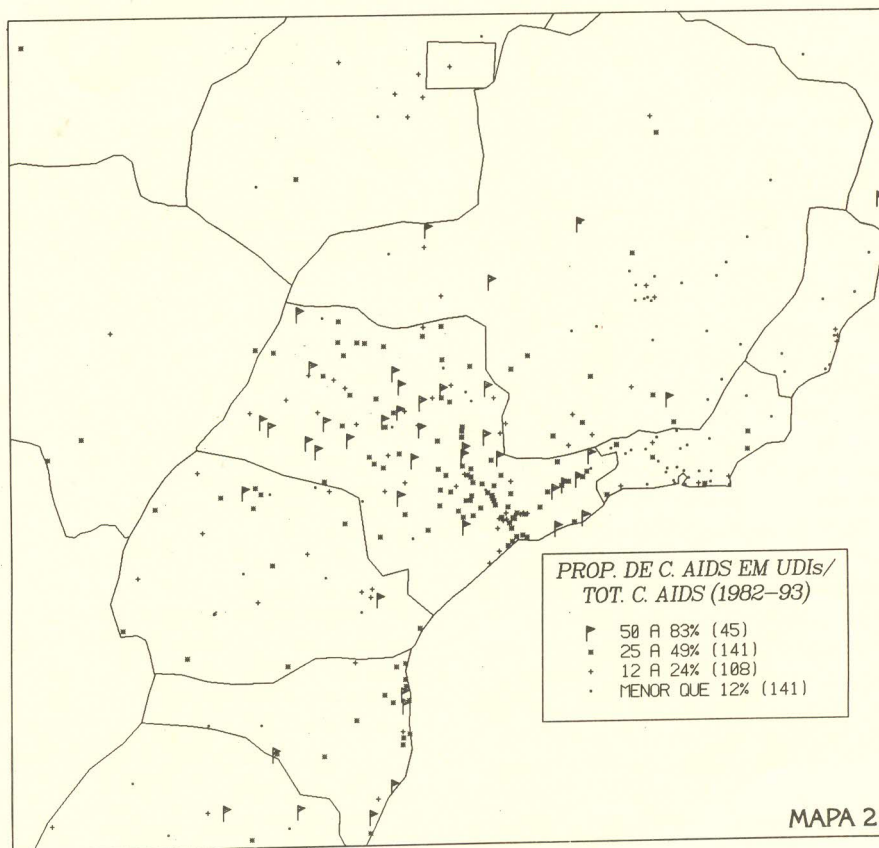 PROP. DE C. AIDS EM UDIs/
TOT. C. AIDS (1982-93)
50 A 83% (45)
25 A 49% (141)
12 A 24% (108)
MENOR QUE 12% (141)
MAPA 2